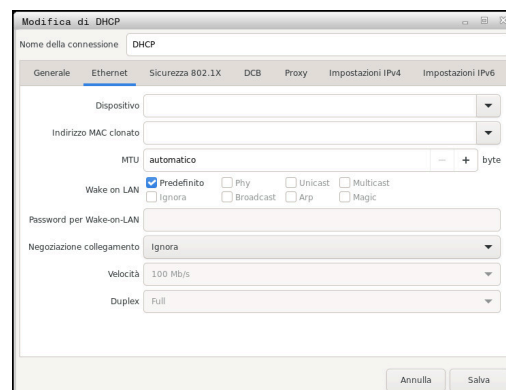 Modifica di DHCP
Nome della connessione DHCP
Generale Ethernet Sicurezza 802.1X DCB Proxy Impostazioni IPv4 Impostazioni IPv6
Dispositivo
Indirizzo MAC clonato
MTU automatico − + byte
Wake on LAN Predefinito Phy Unicast Multicast
Ignora Broadcast Arp Magic
Password per Wake-on-LAN
Negoziazione collegamento Ignora
Velocità 100 Mb/s
Duplex Full
Annulla Salva